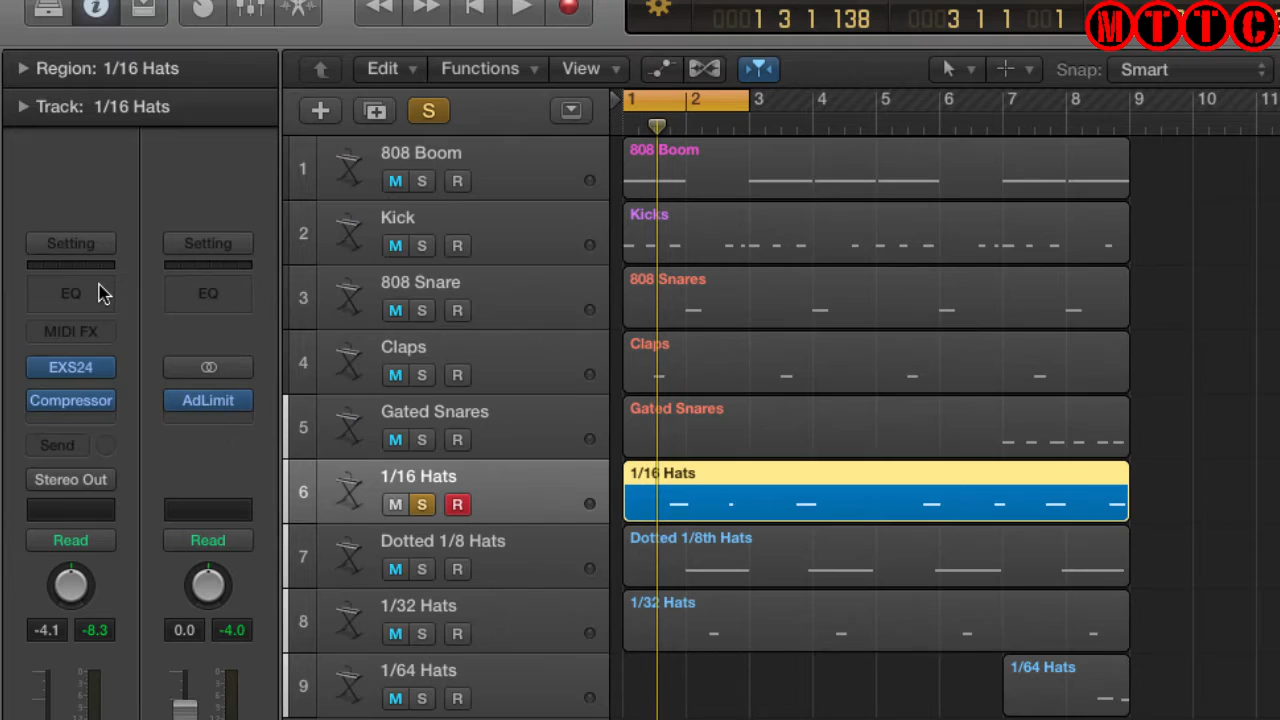 1 3 1 138
3 1 1 1
MTTC
Region: 1/16 Hats
Edit
Functions
View
Snap: Smart
Track: 1/16 Hats
S
1 2 3 4 5 6 7 8 9 10 11
1 808 Boom
M S R
808 Boom
2 Kick
M S R
Kicks
Setting Setting
3 808 Snare
M S R
808 Snares
EQ EQ
MIDI FX
4 Claps
M S R
Claps
EXS24
Compressor AdLimit
5 Gated Snares
M S R
Gated Snares
Send
Stereo Out
6 1/16 Hats
M S R
1/16 Hats
Read Read
7 Dotted 1/8 Hats
M S R
Dotted 1/8th Hats
8 1/32 Hats
M S R
1/32 Hats
-4.1 -8.3 0.0 -4.0
9 1/64 Hats
M S R
1/64 Hats